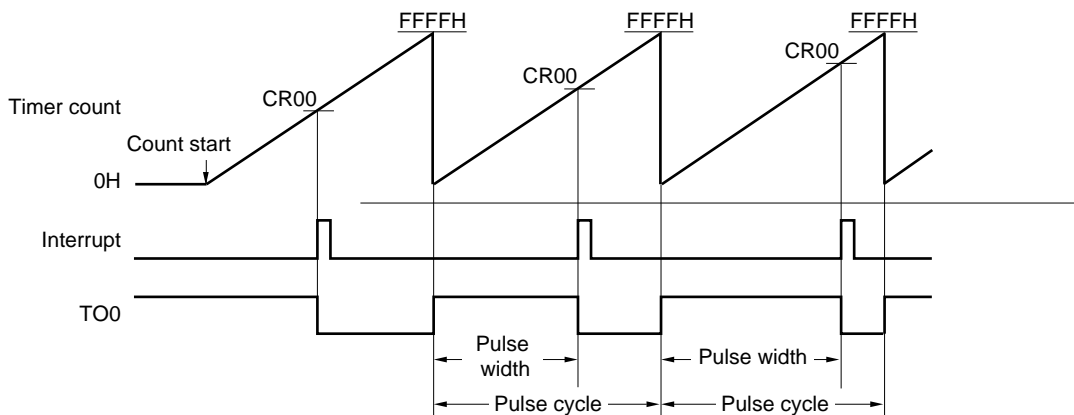 FFFFH FFFFH FFFFH
CR00
CR00
CR00
Timer count
Count start
0H
Interrupt
TO0
Pulse
width
Pulse width
Pulse cycle Pulse cycle